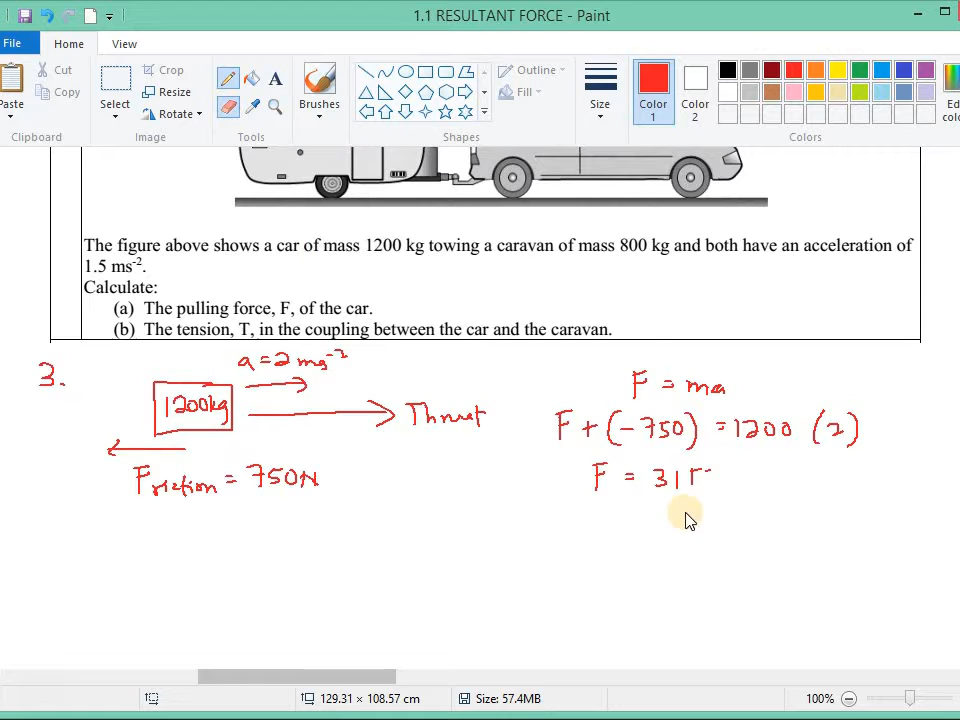 1.1 RESULTANT FORCE - Paint
File Home View
Paste
Cut
Copy
Clipboard
Select
Crop
Resize
Rotate
Image
A
Tools
Brushes
Outline
Fill
Shapes
Size
Color 1
Color 2
Colors
The figure above shows a car of mass 1200 kg towing a caravan of mass 800 kg and both have an acceleration of
1.5 ms-2.
Calculate:
(a) The pulling force, F, of the car.
(b) The tension, T, in the coupling between the car and the caravan.
3.
a = 2 ms⁻²
1200kg
Thrust
Friction = 750N
F = ma
F + (-750) = 1200 (2)
F = 31
129.31 × 108.57 cm
Size: 57.4MB
100%